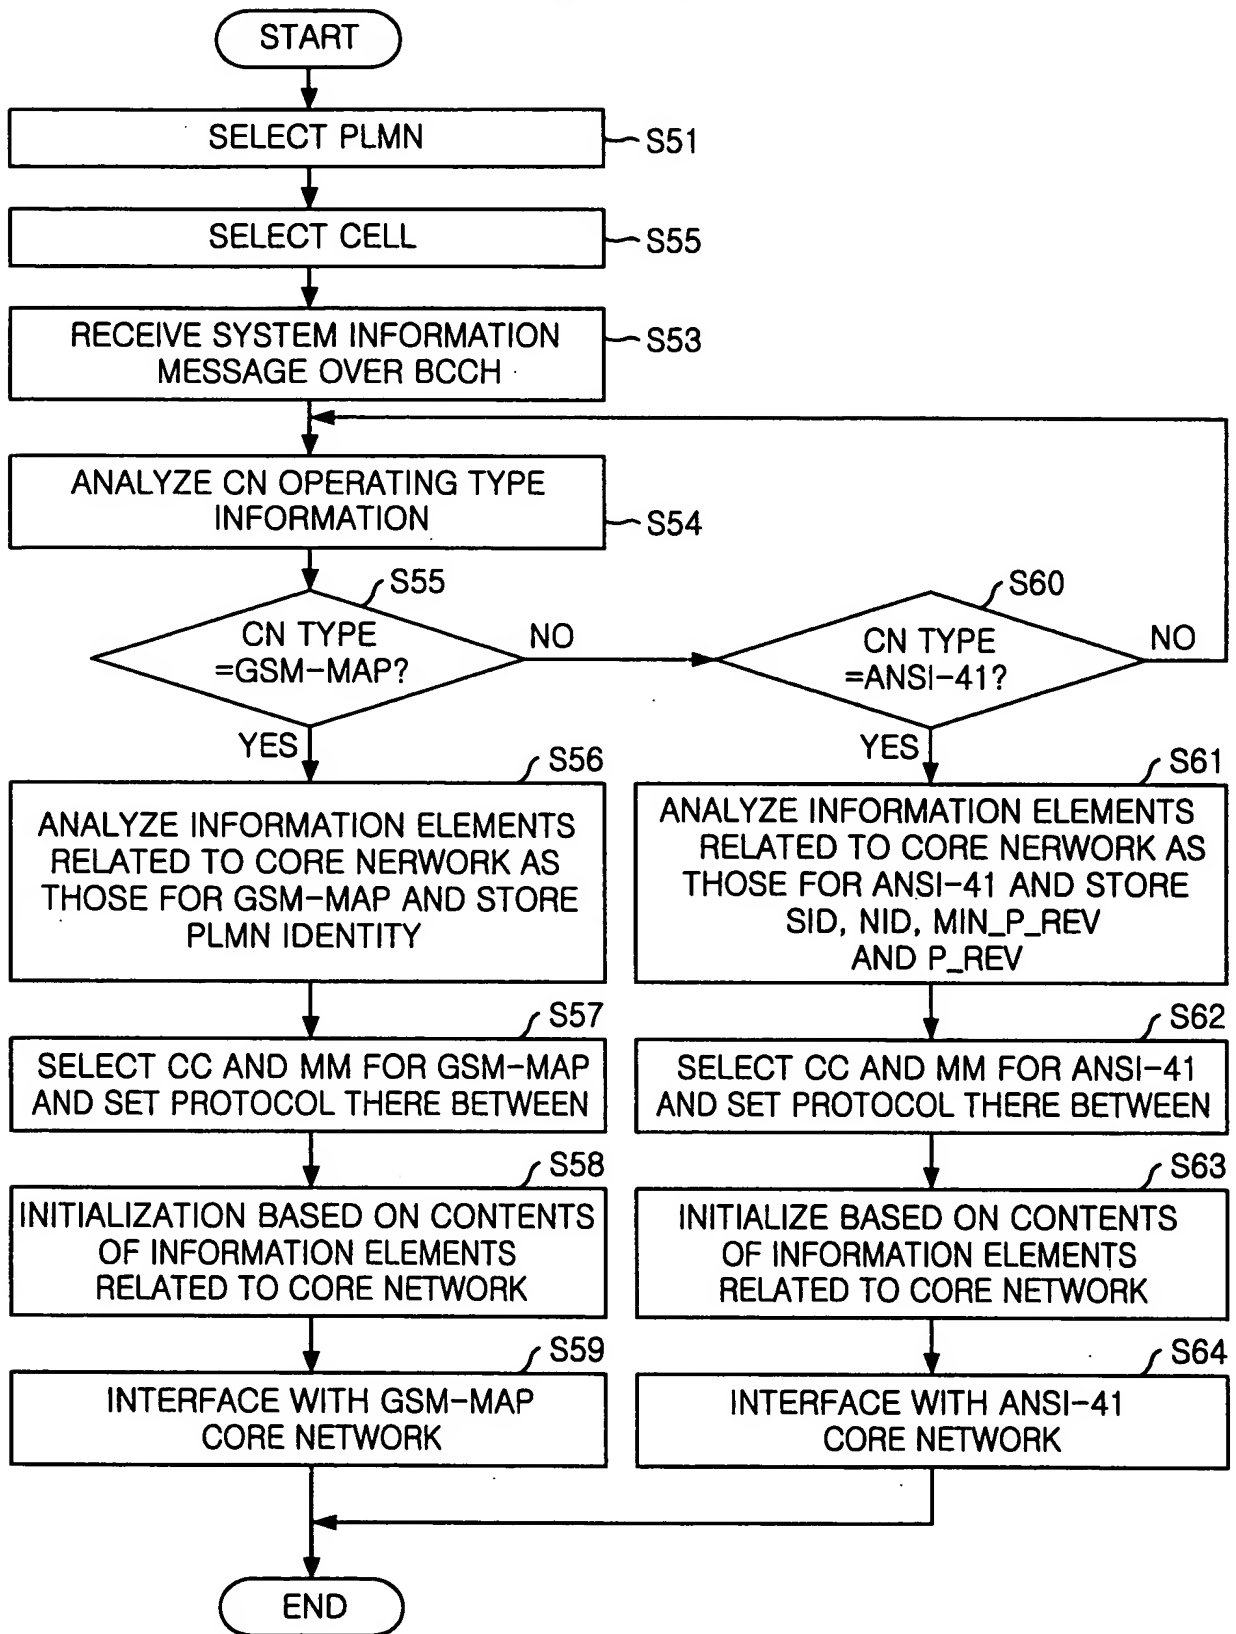 START
SELECT PLMN
S51
SELECT CELL
S55
RECEIVE SYSTEM INFORMATION
MESSAGE OVER BCCH
S53
ANALYZE CN OPERATING TYPE
INFORMATION
S54
S55
CN TYPE
=GSM-MAP?
NO
YES
S60
CN TYPE
=ANSI-41?
NO
YES
S56
ANALYZE INFORMATION ELEMENTS
RELATED TO CORE NERWORK AS
THOSE FOR GSM-MAP AND STORE
PLMN IDENTITY
S61
ANALYZE INFORMATION ELEMENTS
RELATED TO CORE NERWORK AS
THOSE FOR ANSI-41 AND STORE
SID, NID, MIN_P_REV
AND P_REV
S57
SELECT CC AND MM FOR GSM-MAP
AND SET PROTOCOL THERE BETWEEN
S62
SELECT CC AND MM FOR ANSI-41
AND SET PROTOCOL THERE BETWEEN
S58
INITIALIZATION BASED ON CONTENTS
OF INFORMATION ELEMENTS
RELATED TO CORE NETWORK
S63
INITIALIZE BASED ON CONTENTS
OF INFORMATION ELEMENTS
RELATED TO CORE NETWORK
S59
INTERFACE WITH GSM-MAP
CORE NETWORK
S64
INTERFACE WITH ANSI-41
CORE NETWORK
END